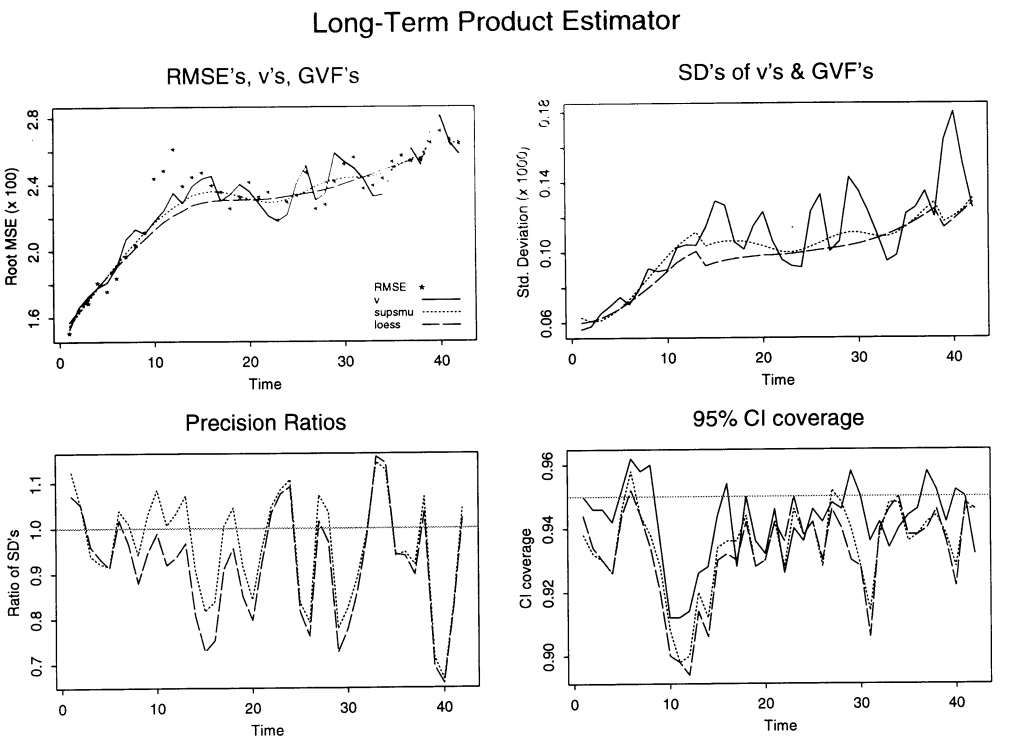 Long-Term Product Estimator
RMSE's, v's, GVF's
Root MSE (x 100)
2.8
2.4
2.0
1.6
RMSE *
v
supsmu
loess
0 10 20 30 40
Time
SD's of v's & GVF's
Std. Deviation (x 1000)
0.18
0.14
0.10
0.06
0 10 20 30 40
Time
Precision Ratios
Ratio of SD's
1.1
1.0
0.9
0.8
0.7
0 10 20 30 40
Time
95% CI coverage
CI coverage
0.96
0.94
0.92
0.90
0 10 20 30 40
Time